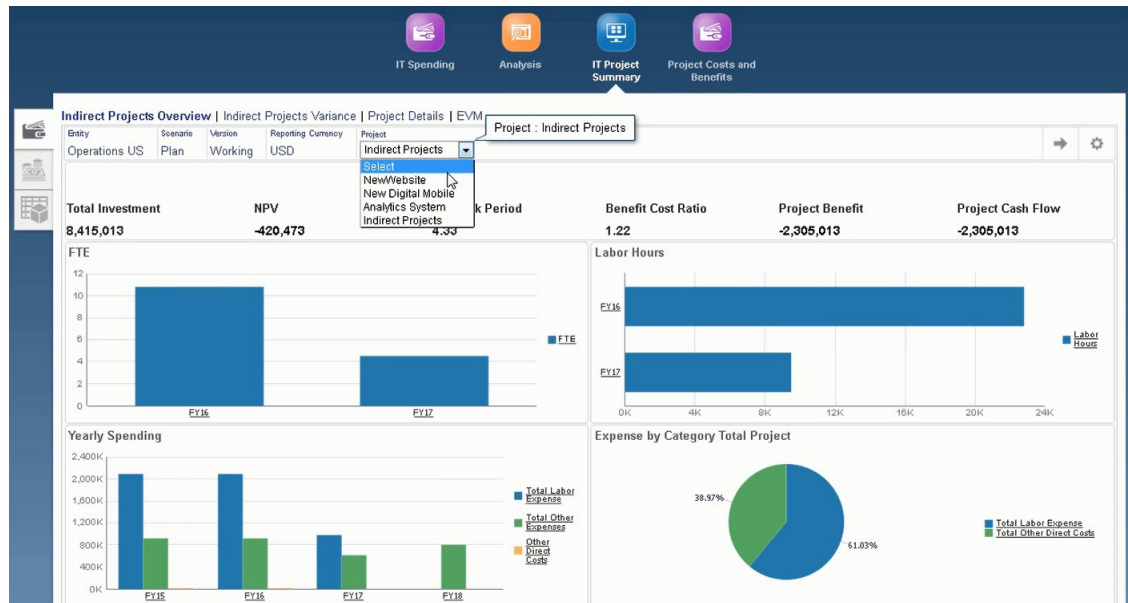 IT Spending
Analysis
IT Project
Summary
Project Costs and
Benefits
Indirect Projects Overview | Indirect Projects Variance | Project Details | EVM
Project : Indirect Projects
Entity Scenario Version Reporting Currency Project
Operations US Plan Working USD Indirect Projects
Select
NewWebsite
New Digital Mobile
Analytics System
Indirect Projects
Total Investment NPV k Period Benefit Cost Ratio Project Benefit Project Cash Flow
8,415,013 -420,473 4.33 1.22 -2,305,013 -2,305,013
FTE
12
10
8
6
4
2
0
FY16 FY17
FTE
Labor Hours
FY16
FY17
0K 4K 8K 12K 16K 20K 24K
Labor
Hours
Yearly Spending
2,400K
2,000K
1,600K
1,200K
800K
400K
0K
FY15 FY16 FY17 FY18
Total Labor
Expense
Total Other
Expenses
Other
Direct
Costs
Expense by Category Total Project
38.97%
61.03%
Total Labor Expense
Total Other Direct Costs